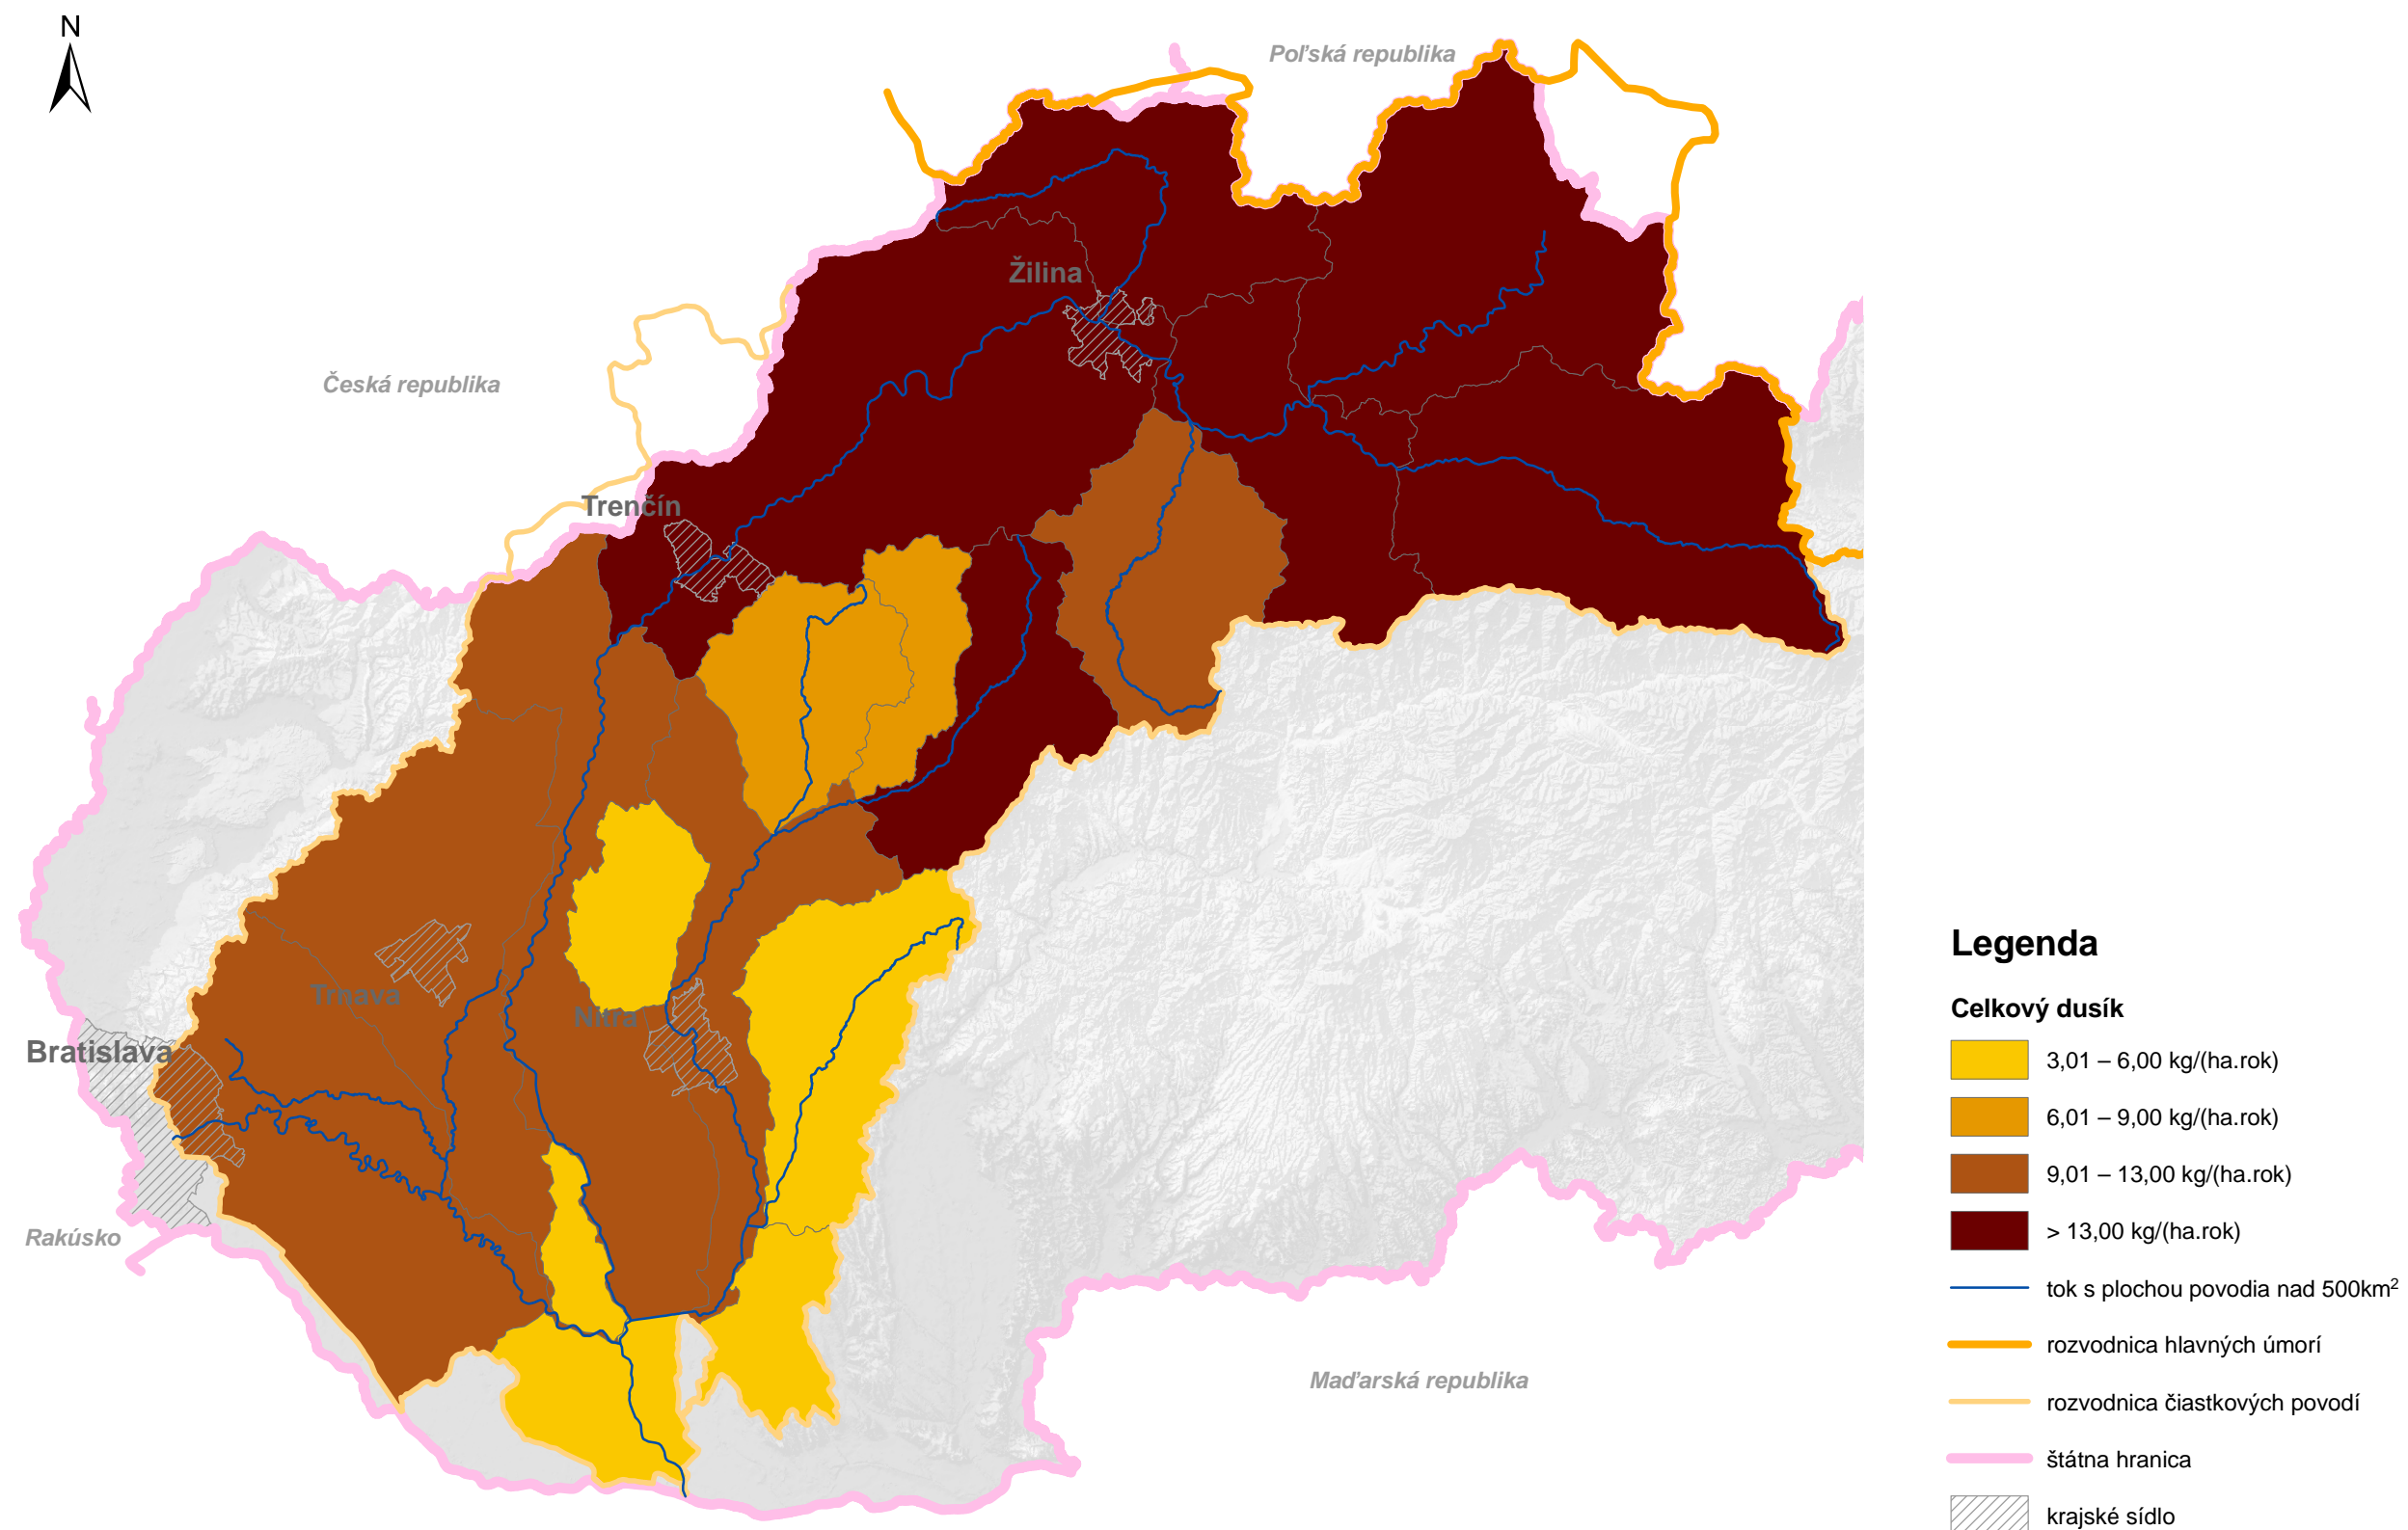 N
Poľská republika
Žilina
Česká republika
Trenčín
Trnava
Nitra
Bratislava
Rakúsko
Maďarská republika
Legenda
Celkový dusík
3,01 – 6,00 kg/(ha.rok)
6,01 – 9,00 kg/(ha.rok)
9,01 – 13,00 kg/(ha.rok)
> 13,00 kg/(ha.rok)
tok s plochou povodia nad 500km²
rozvodnica hlavných úmorí
rozvodnica čiastkových povodí
štátna hranica
krajské sídlo